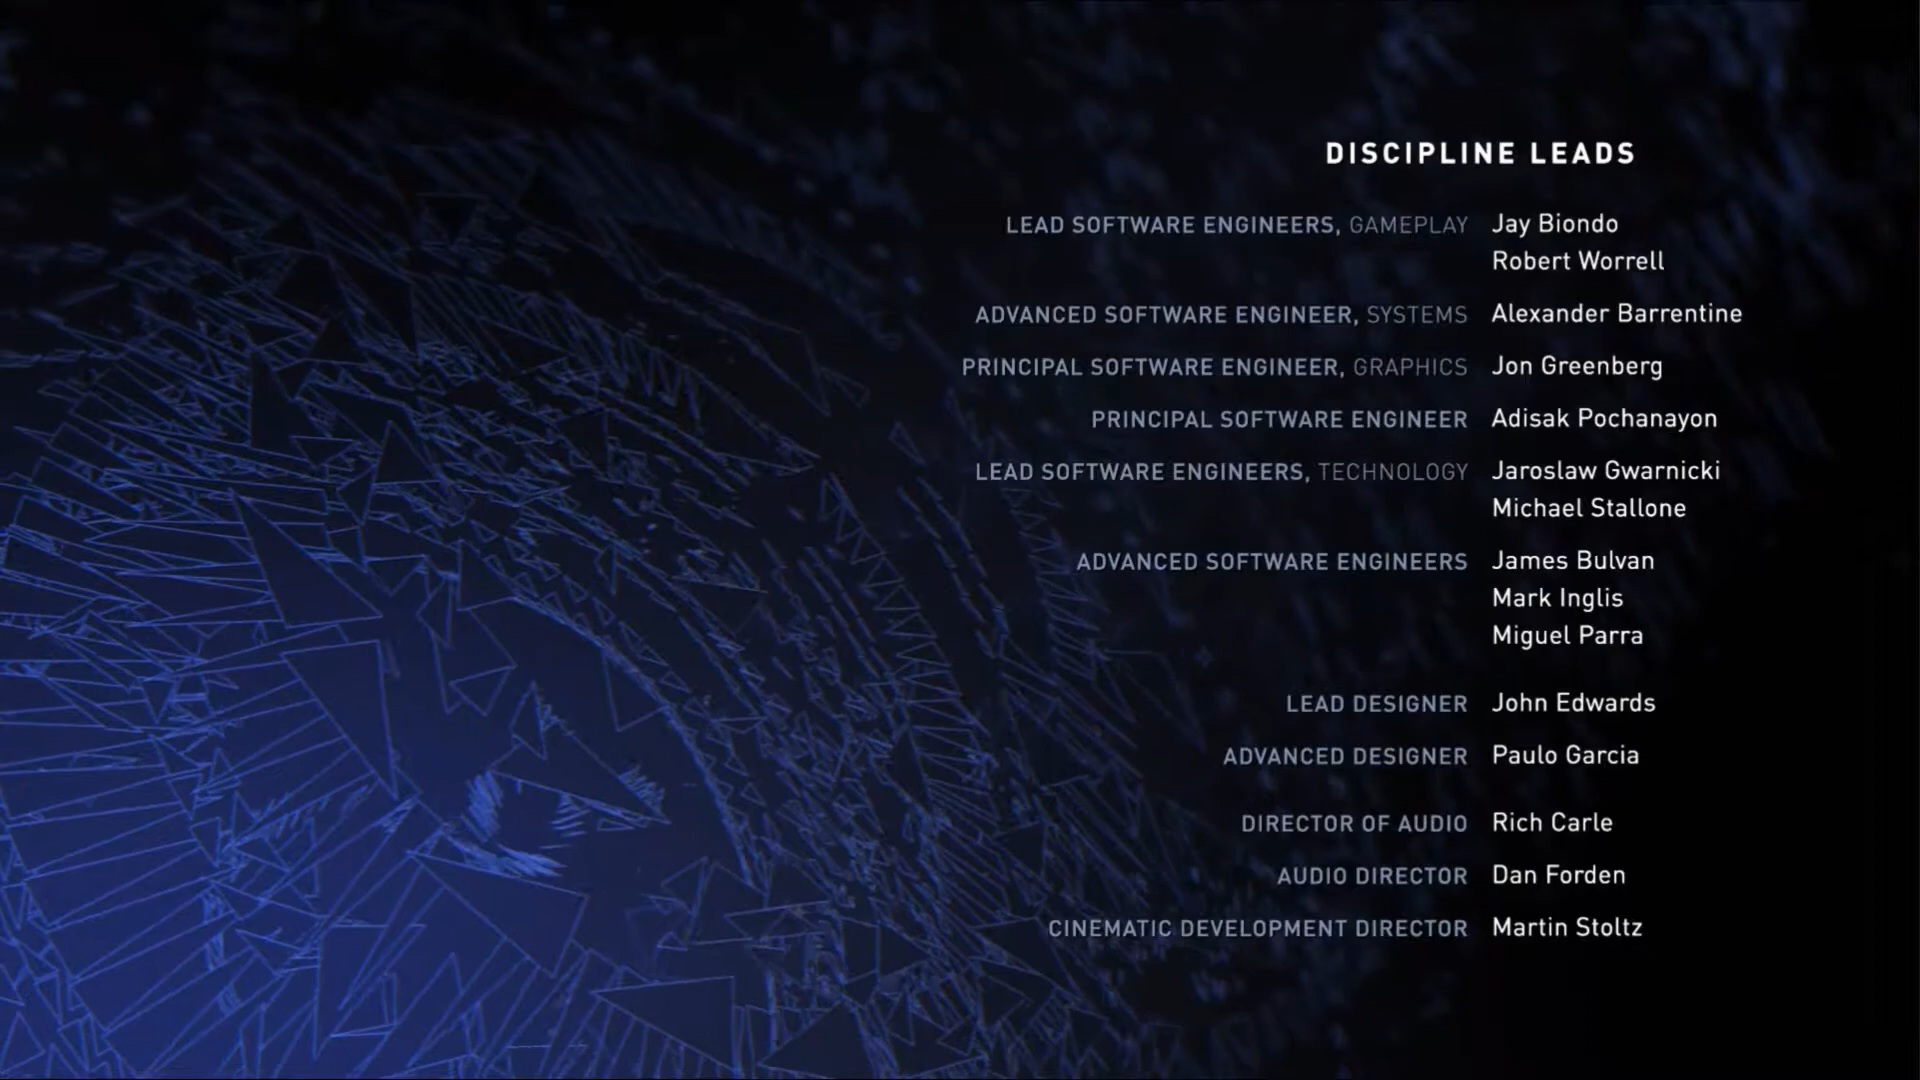 DISCIPLINE LEADS
LEAD SOFTWARE ENGINEERS, GAMEPLAY Jay Biondo
Robert Worrell
ADVANCED SOFTWARE ENGINEER, SYSTEMS Alexander Barrentine
PRINCIPAL SOFTWARE ENGINEER, GRAPHICS Jon Greenberg
PRINCIPAL SOFTWARE ENGINEER Adisak Pochanayon
LEAD SOFTWARE ENGINEERS, TECHNOLOGY Jaroslaw Gwarnicki
Michael Stallone
ADVANCED SOFTWARE ENGINEERS James Bulvan
Mark Inglis
Miguel Parra
LEAD DESIGNER John Edwards
ADVANCED DESIGNER Paulo Garcia
DIRECTOR OF AUDIO Rich Carle
AUDIO DIRECTOR Dan Forden
CINEMATIC DEVELOPMENT DIRECTOR Martin Stoltz